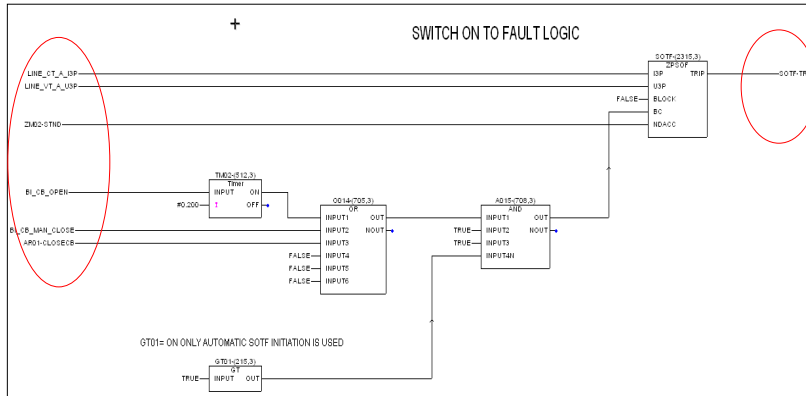 SWITCH ON TO FAULT LOGIC
SOTF-(2315,3)
ZPSOF
LINE_CT_A_I3P
I3P TRIP
SOTF-TR
LINE_VT_A_U3P
U3P
FALSE BLOCK
BC
ZM02-STND
NDACC
TM02-(512,3)
Timer
BI_CB_OPEN
INPUT ON
#0.200 T OFF
O014-(705,3)
OR
A015-(708,3)
AND
INPUT1 OUT
INPUT1 OUT
BI_CB_MAN_CLOSE
INPUT2 NOUT
TRUE INPUT2 NOUT
AR01-CLOSECB
INPUT3
TRUE INPUT3
FALSE INPUT4
INPUT4N
FALSE INPUT5
FALSE INPUT6
GT01= ON ONLY AUTOMATIC SOTF INITIATION IS USED
GT01-(215,3)
GT
TRUE INPUT OUT